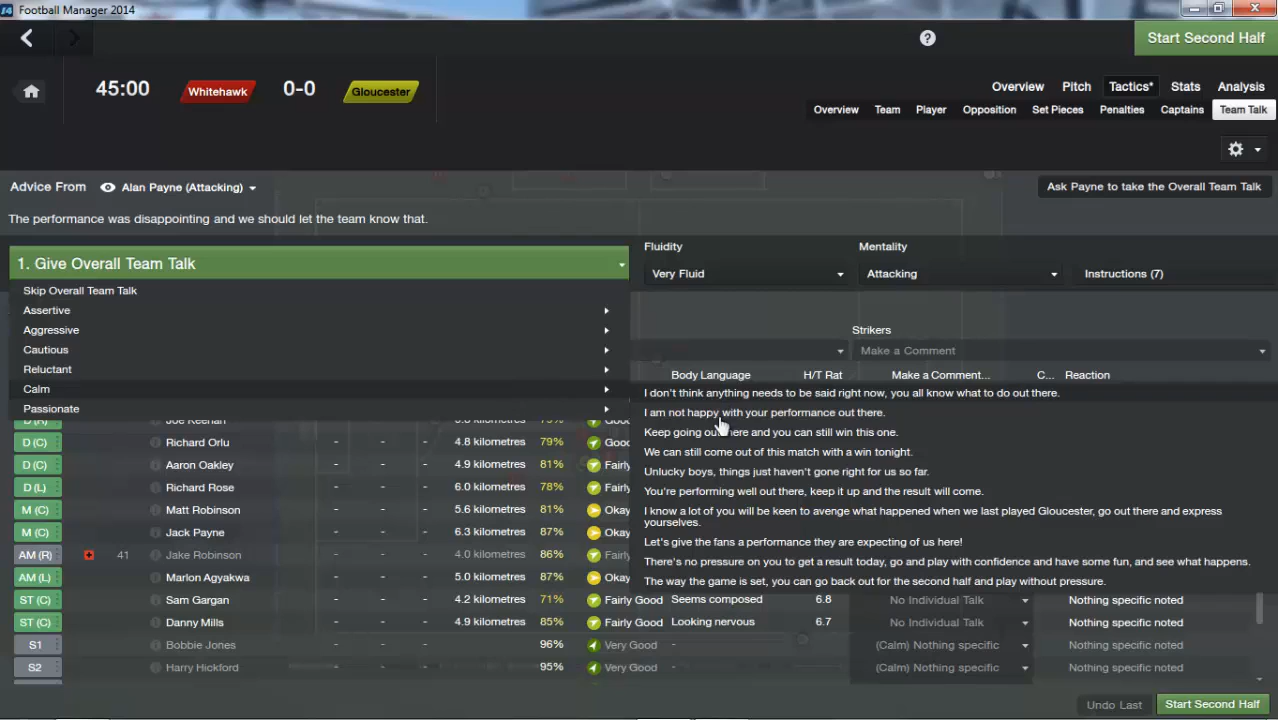 Football Manager 2014
Start Second Half
45:00 Whitehawk 0-0 Gloucester
Overview Pitch Tactics* Stats Analysis
Overview Team Player Opposition Set Pieces Penalties Captains Team Talk
Advice From Alan Payne (Attacking)
Ask Payne to take the Overall Team Talk
The performance was disappointing and we should let the team know that.
1. Give Overall Team Talk
Fluidity Mentality
Very Fluid Attacking Instructions (7)
Skip Overall Team Talk
Assertive
Aggressive
Cautious
Reluctant
Calm
Passionate
Strikers
Make a Comment
Body Language H/T Rat Make a Comment... C... Reaction
I don't think anything needs to be said right now, you all know what to do out there.
I am not happy with your performance out there.
Keep going out there and you can still win this one.
We can still come out of this match with a win tonight.
Unlucky boys, things just haven't gone right for us so far.
You're performing well out there, keep it up and the result will come.
I know a lot of you will be keen to avenge what happened when we last played Gloucester, go out there and express
yourselves.
Let's give the fans a performance they are expecting of us here!
There's no pressure on you to get a result today, go and play with confidence and have some fun, and see what happens.
The way the game is set, you can go back out for the second half and play without pressure.
D (R) Joe Keehan
D (C) Richard Orlu - - - 4.8 kilometres 79% Good
D (C) Aaron Oakley - - - 4.9 kilometres 81% Fairly
D (L) Richard Rose - - - 6.0 kilometres 78% Fairly
M (C) Matt Robinson - - - 5.6 kilometres 81% Okay
M (C) Jack Payne - - - 6.3 kilometres 87% Okay
AM (R) 41 Jake Robinson - - - 4.0 kilometres 86% Fairly
AM (L) Marlon Agyakwa - - - 5.0 kilometres 87% Okay
ST (C) Sam Gargan - - - 4.2 kilometres 71% Fairly Good Seems composed 6.8 No Individual Talk Nothing specific noted
ST (C) Danny Mills - - - 4.9 kilometres 85% Fairly Good Looking nervous 6.7 No Individual Talk Nothing specific noted
S1 Bobbie Jones 96% Very Good - (Calm) Nothing specific Nothing specific noted
S2 Harry Hickford 95% Very Good - (Calm) Nothing specific Nothing specific noted
Undo Last Start Second Half